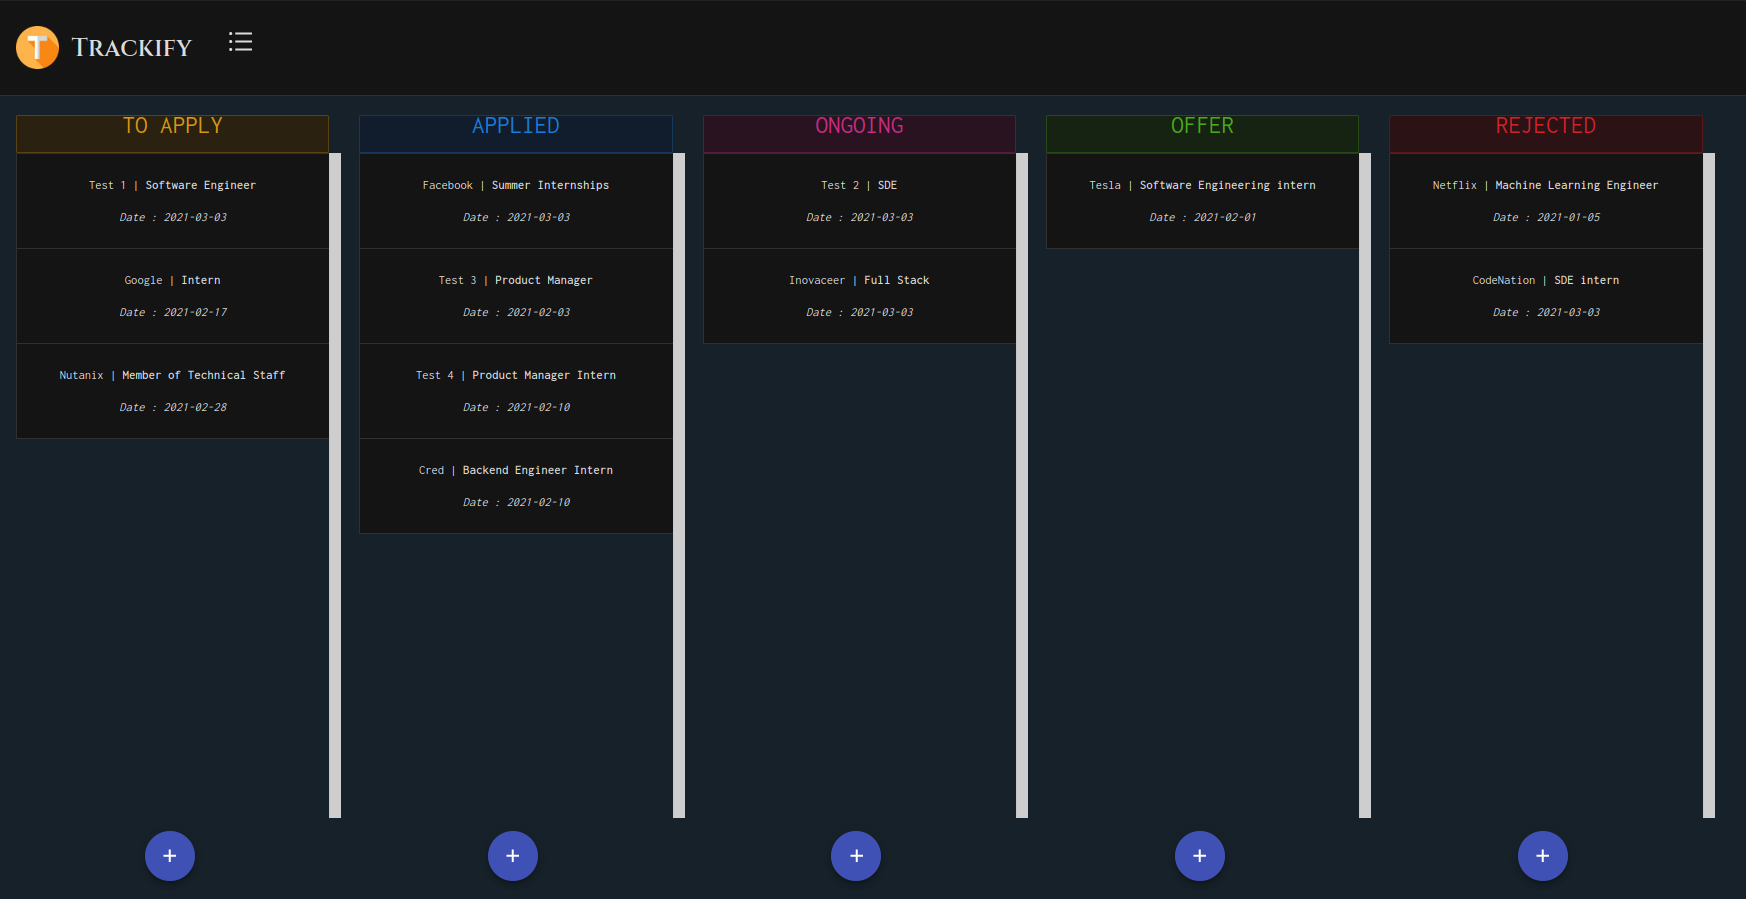 T TRACKIFY
TO APPLY
Test 1 | Software Engineer
Date : 2021-03-03
Google | Intern
Date : 2021-02-17
Nutanix | Member of Technical Staff
Date : 2021-02-28
+
APPLIED
Facebook | Summer Internships
Date : 2021-03-03
Test 3 | Product Manager
Date : 2021-02-03
Test 4 | Product Manager Intern
Date : 2021-02-10
Cred | Backend Engineer Intern
Date : 2021-02-10
+
ONGOING
Test 2 | SDE
Date : 2021-03-03
Inovaceer | Full Stack
Date : 2021-03-03
+
OFFER
Tesla | Software Engineering intern
Date : 2021-02-01
+
REJECTED
Netflix | Machine Learning Engineer
Date : 2021-01-05
CodeNation | SDE intern
Date : 2021-03-03
+